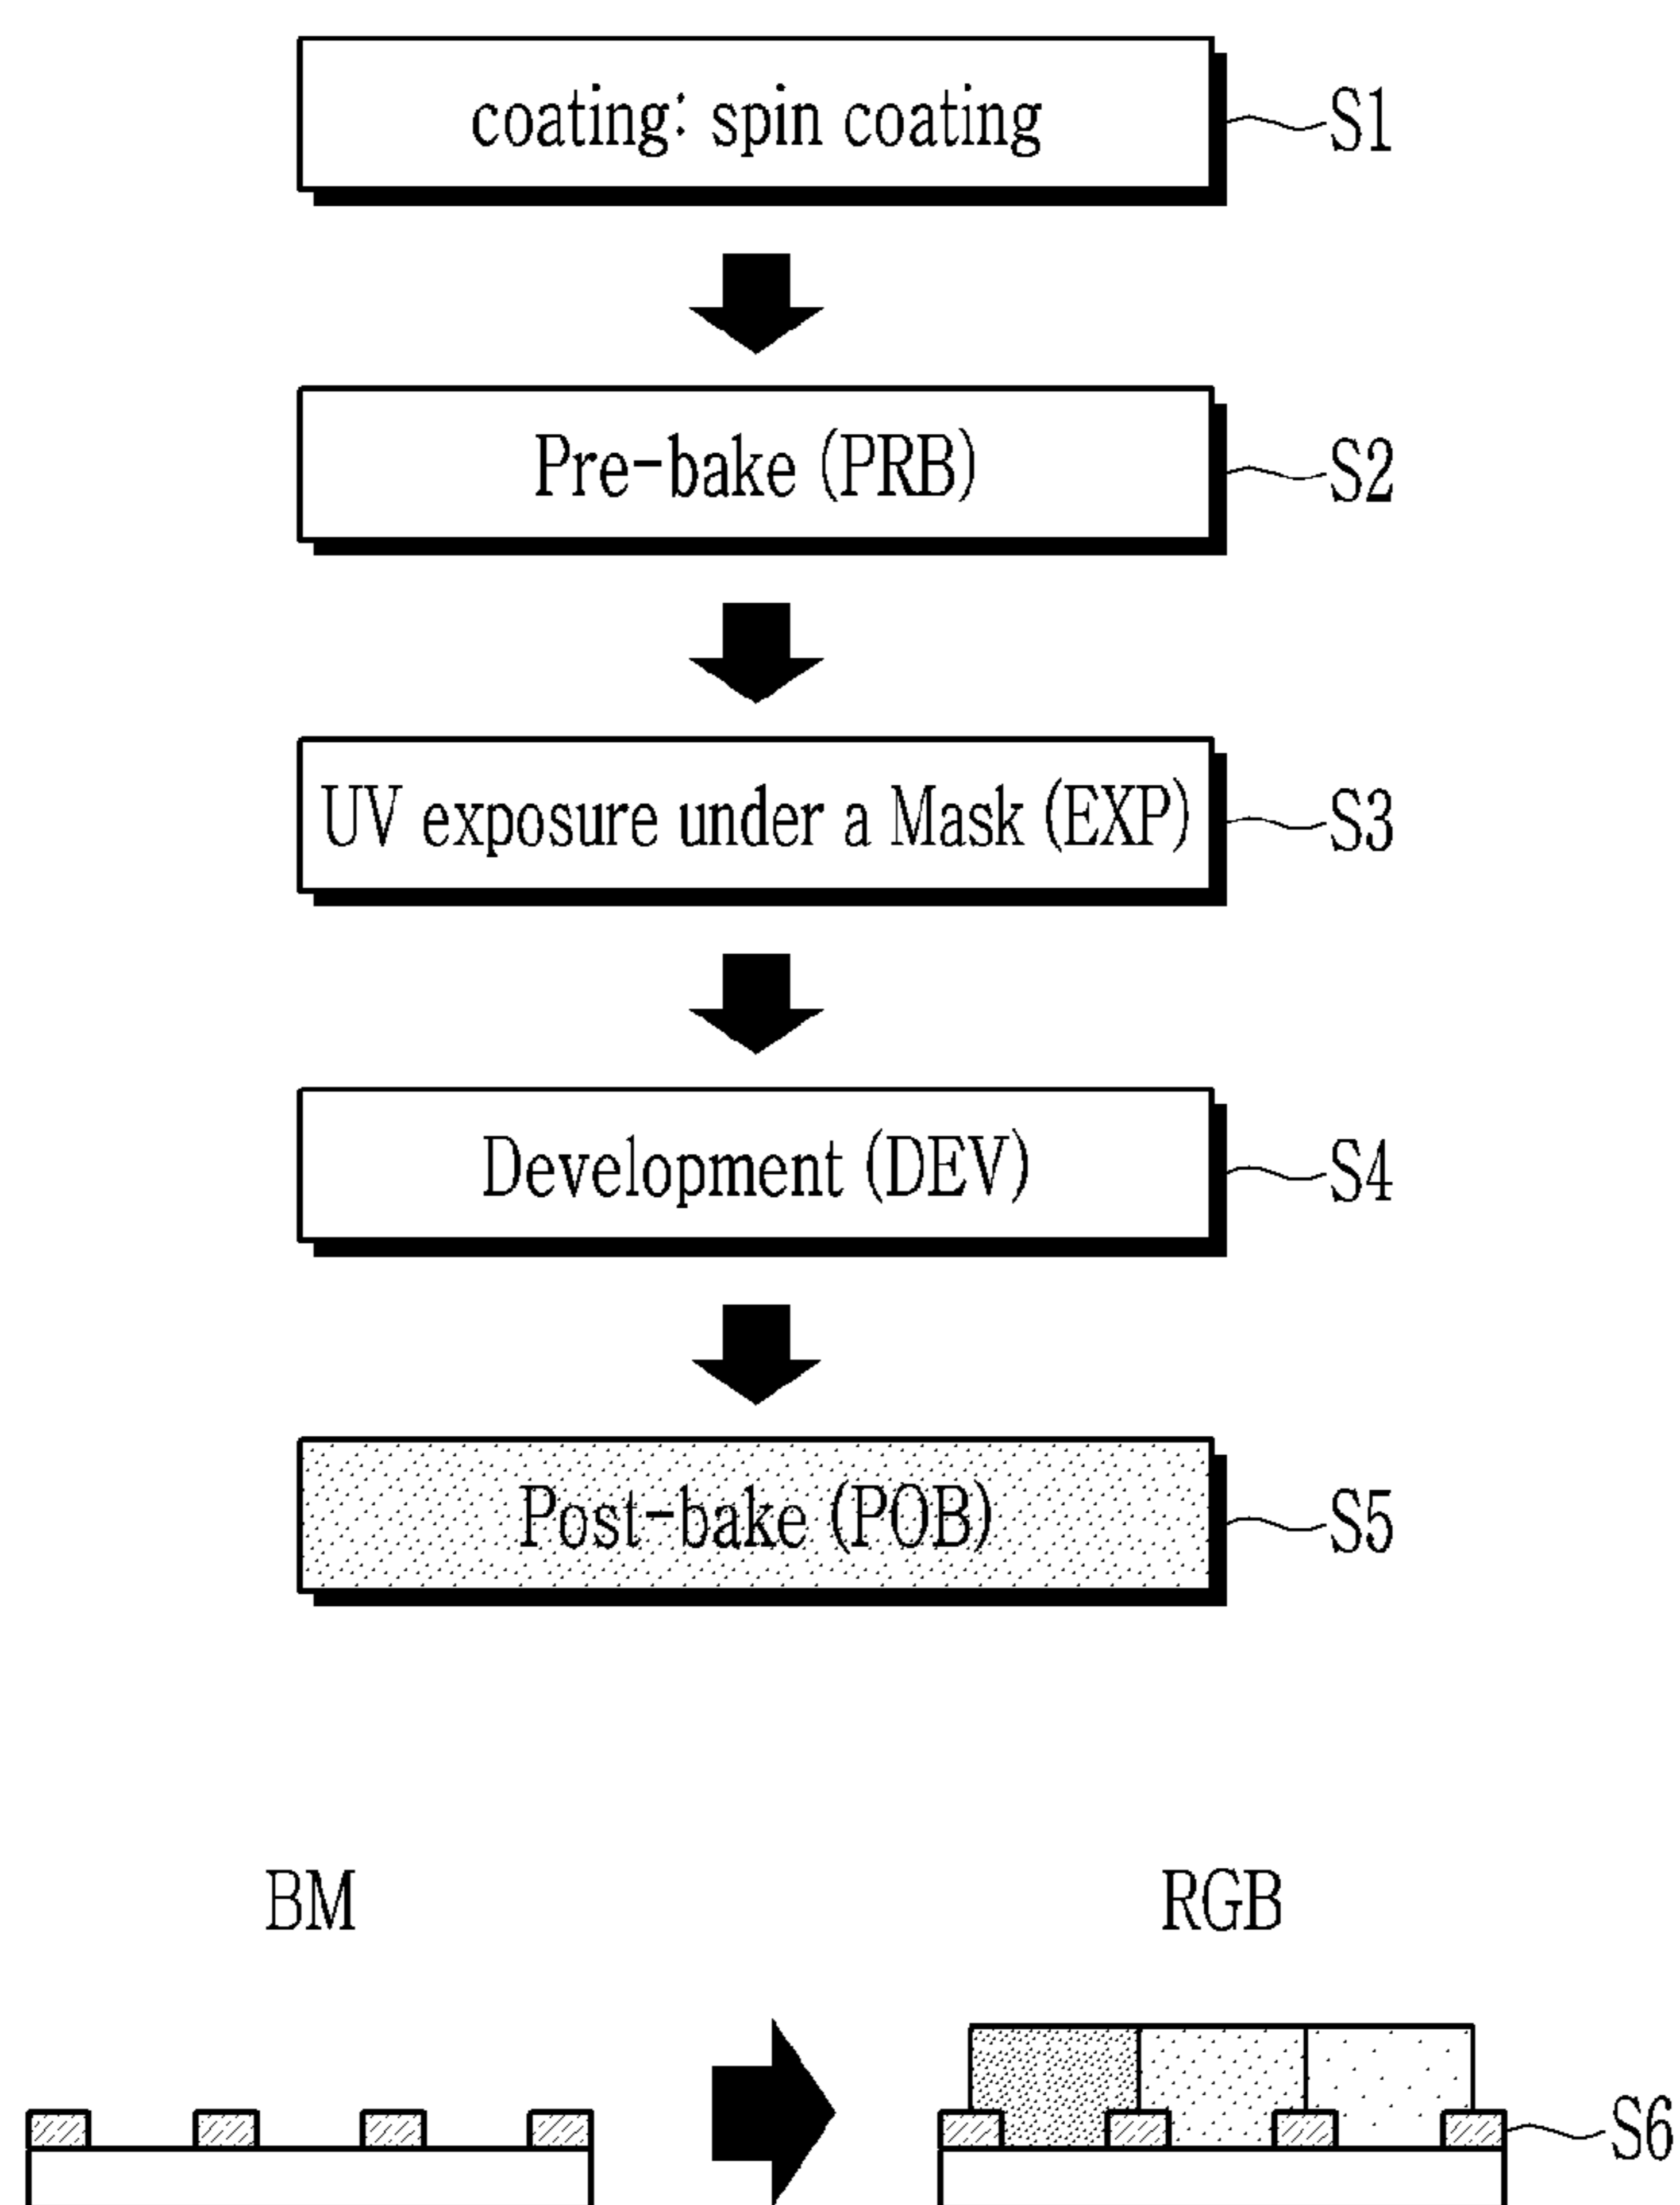 coating: spin coating S1
Pre-bake (PRB) S2
UV exposure under a Mask (EXP) S3
Development (DEV) S4
Post-bake (POB) S5
BM RGB
S6